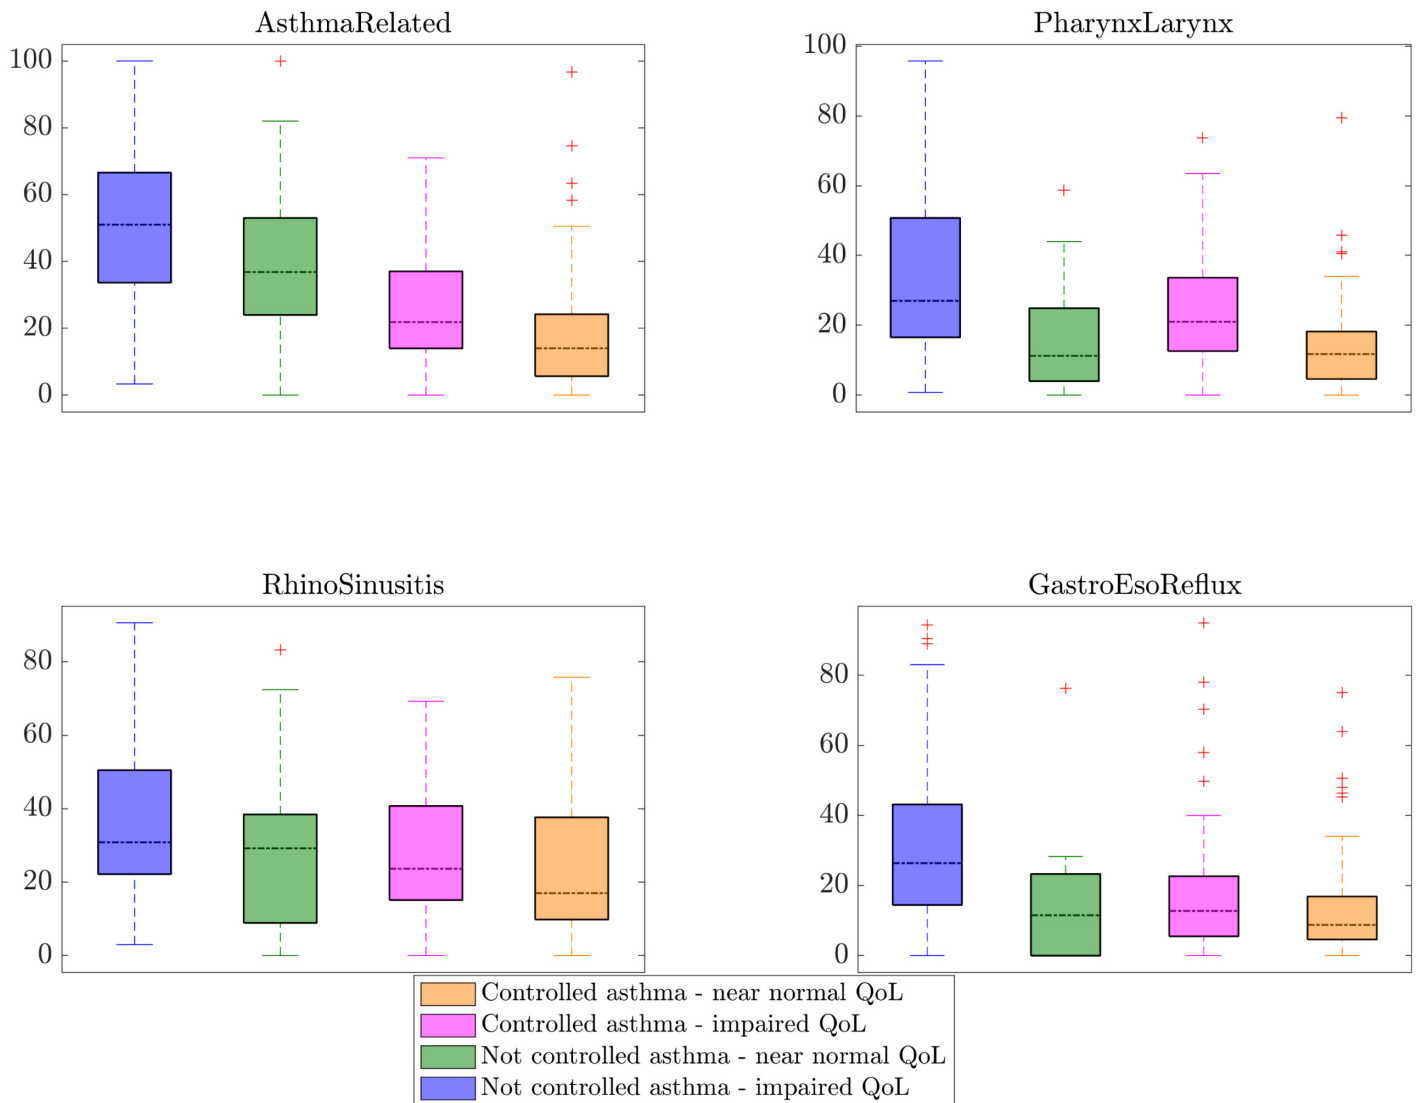 AsthmaRelated
100
80
60
40
20
0
PharynxLarynx
100
80
60
40
20
0
RhinoSinusitis
80
60
40
20
0
GastroEsoReflux
80
60
40
20
0
Controlled asthma - near normal QoL
Controlled asthma - impaired QoL
Not controlled asthma - near normal QoL
Not controlled asthma - impaired QoL